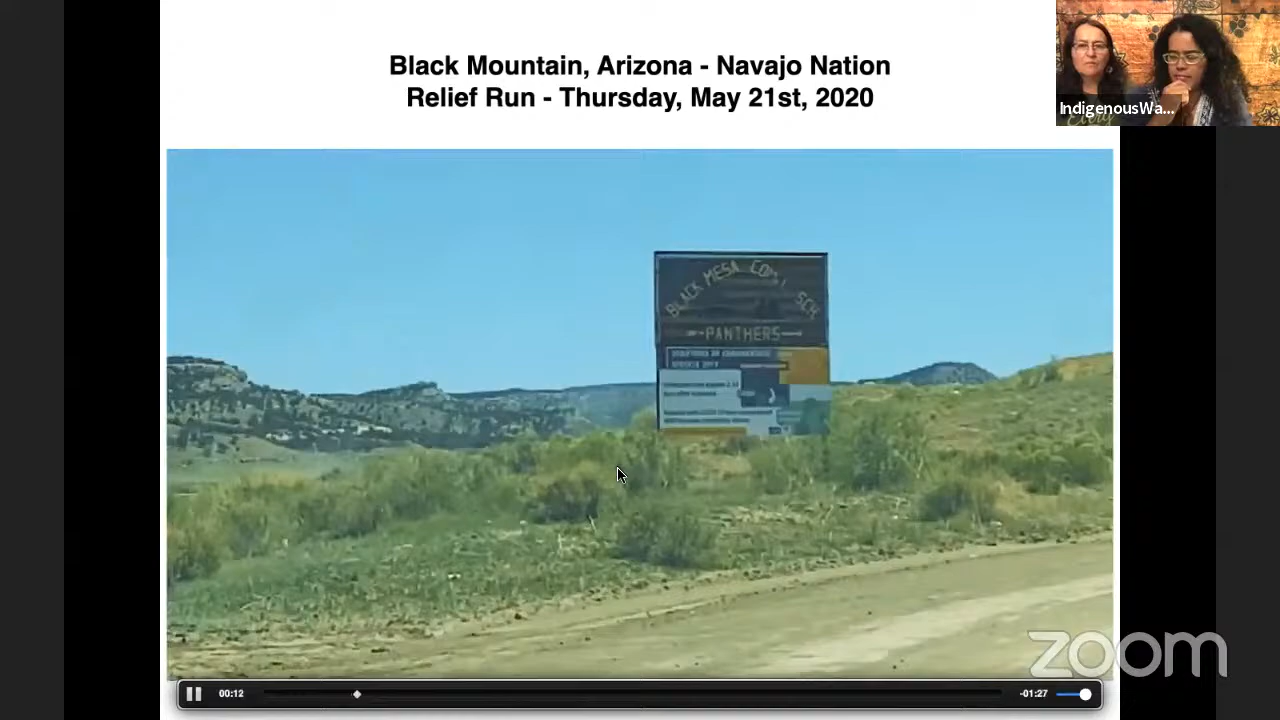 Black Mountain, Arizona - Navajo Nation
Relief Run - Thursday, May 21st, 2020
IndigenousWa...
BLACK MESA COM. SCH
PANTHERS
zoom
00:12
-01:27